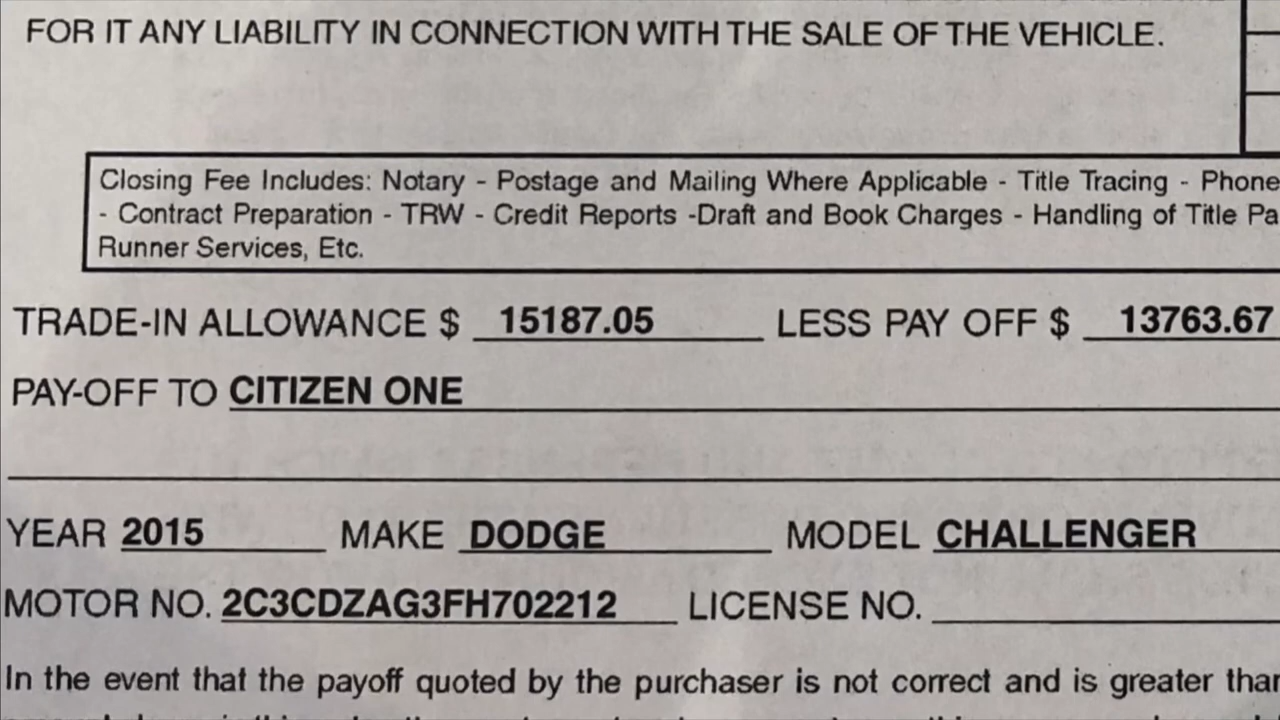 FOR IT ANY LIABILITY IN CONNECTION WITH THE SALE OF THE VEHICLE.
Closing Fee Includes: Notary - Postage and Mailing Where Applicable - Title Tracing - Phone
- Contract Preparation - TRW - Credit Reports -Draft and Book Charges - Handling of Title Pa
Runner Services, Etc.
TRADE-IN ALLOWANCE $ 15187.05 LESS PAY OFF $ 13763.67
PAY-OFF TO CITIZEN ONE
YEAR 2015 MAKE DODGE MODEL CHALLENGER
MOTOR NO. 2C3CDZAG3FH702212 LICENSE NO.
In the event that the payoff quoted by the purchaser is not correct and is greater than